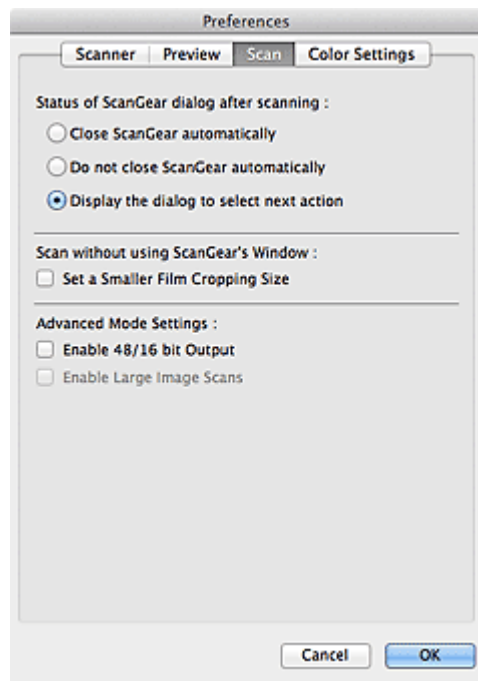 Preferences
Scanner Preview Scan Color Settings
Status of ScanGear dialog after scanning :
Close ScanGear automatically
Do not close ScanGear automatically
Display the dialog to select next action
Scan without using ScanGear's Window :
Set a Smaller Film Cropping Size
Advanced Mode Settings :
Enable 48/16 bit Output
Enable Large Image Scans
Cancel OK